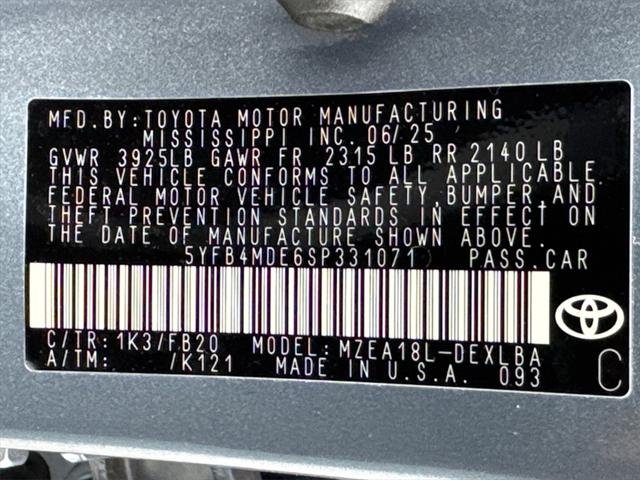 MFD. BY: TOYOTA MOTOR MANUFACTURING
MISSISSIPPI INC. 06/25
GVWR 3925LB GAWR FR 2315 LB RR 2140 LB
THIS VEHICLE CONFORMS TO ALL APPLICABLE
FEDERAL MOTOR VEHICLE SAFETY, BUMPER, AND
THEFT PREVENTION STANDARDS IN EFFECT ON
THE DATE OF MANUFACTURE SHOWN ABOVE.
5YFB4MDE6SP331071 PASS. CAR
C/TR: 1K3/FB20 MODEL: MZEA18L-DEXLBA
A/TM: /K121 MADE IN U.S.A. 093
C